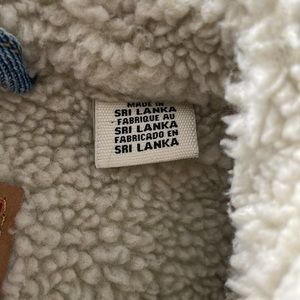 MADE IN
SRI LANKA
FABRIQUE AU
SRI LANKA
FABRICADO EN
SRI LANKA